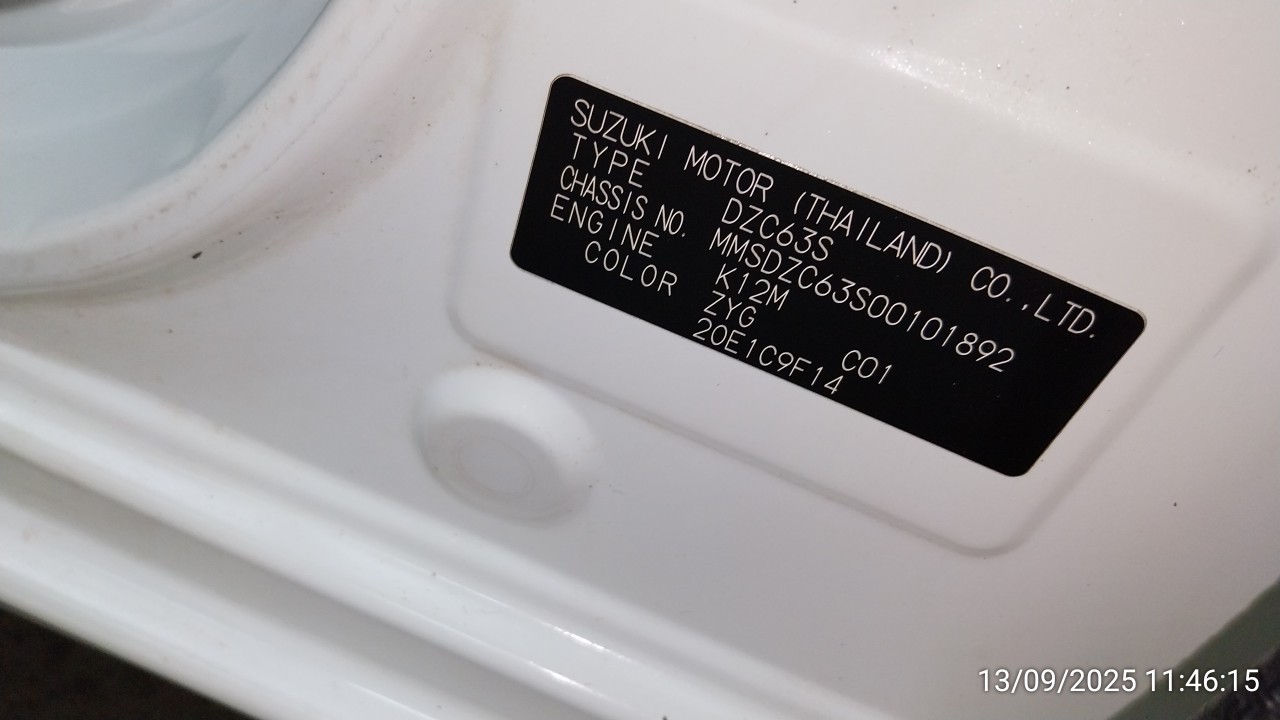 SUZUKI MOTOR (THAILAND) CO.,LTD.
TYPE DZC63S
CHASSIS NO. MMSDZC63S00101892
ENGINE K12M
COLOR ZYG C01
20E1C9F14
13/09/2025 11:46:15